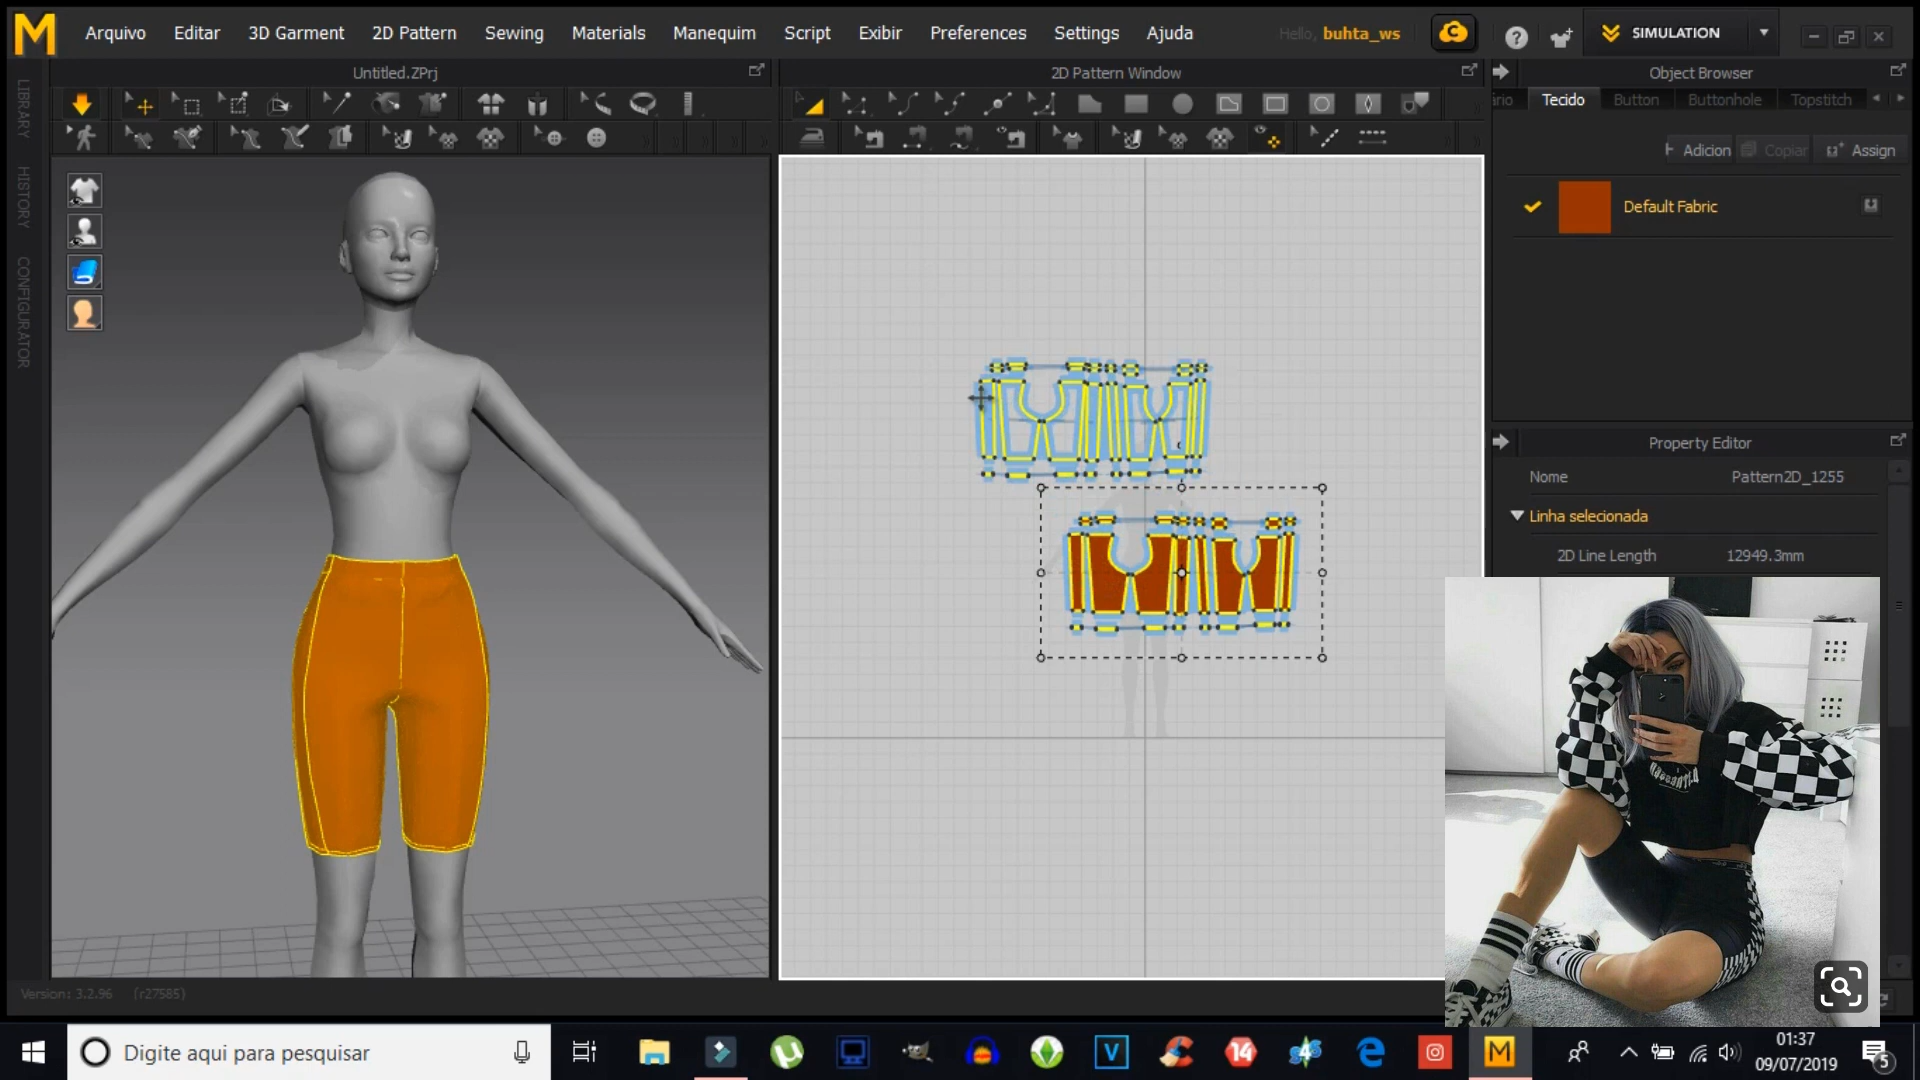 M Arquivo Editar 3D Garment 2D Pattern Sewing Materials Manequim Script Exibir Preferences Settings Ajuda Hello, buhta_ws C ? SIMULATION
Untitled.ZPrj
2D Pattern Window
Object Browser
LIBRARY
HISTORY
CONFIGURATOR
ário Tecido Button Buttonhole Topstitch
Adicion Copiar Assign
Default Fabric
Property Editor
Nome Pattern2D_1255
Linha selecionada
2D Line Length 12949.3mm
Version: 3.2.96 (r27585)
Digite aqui para pesquisar
V
14
M
01:37
09/07/2019
5